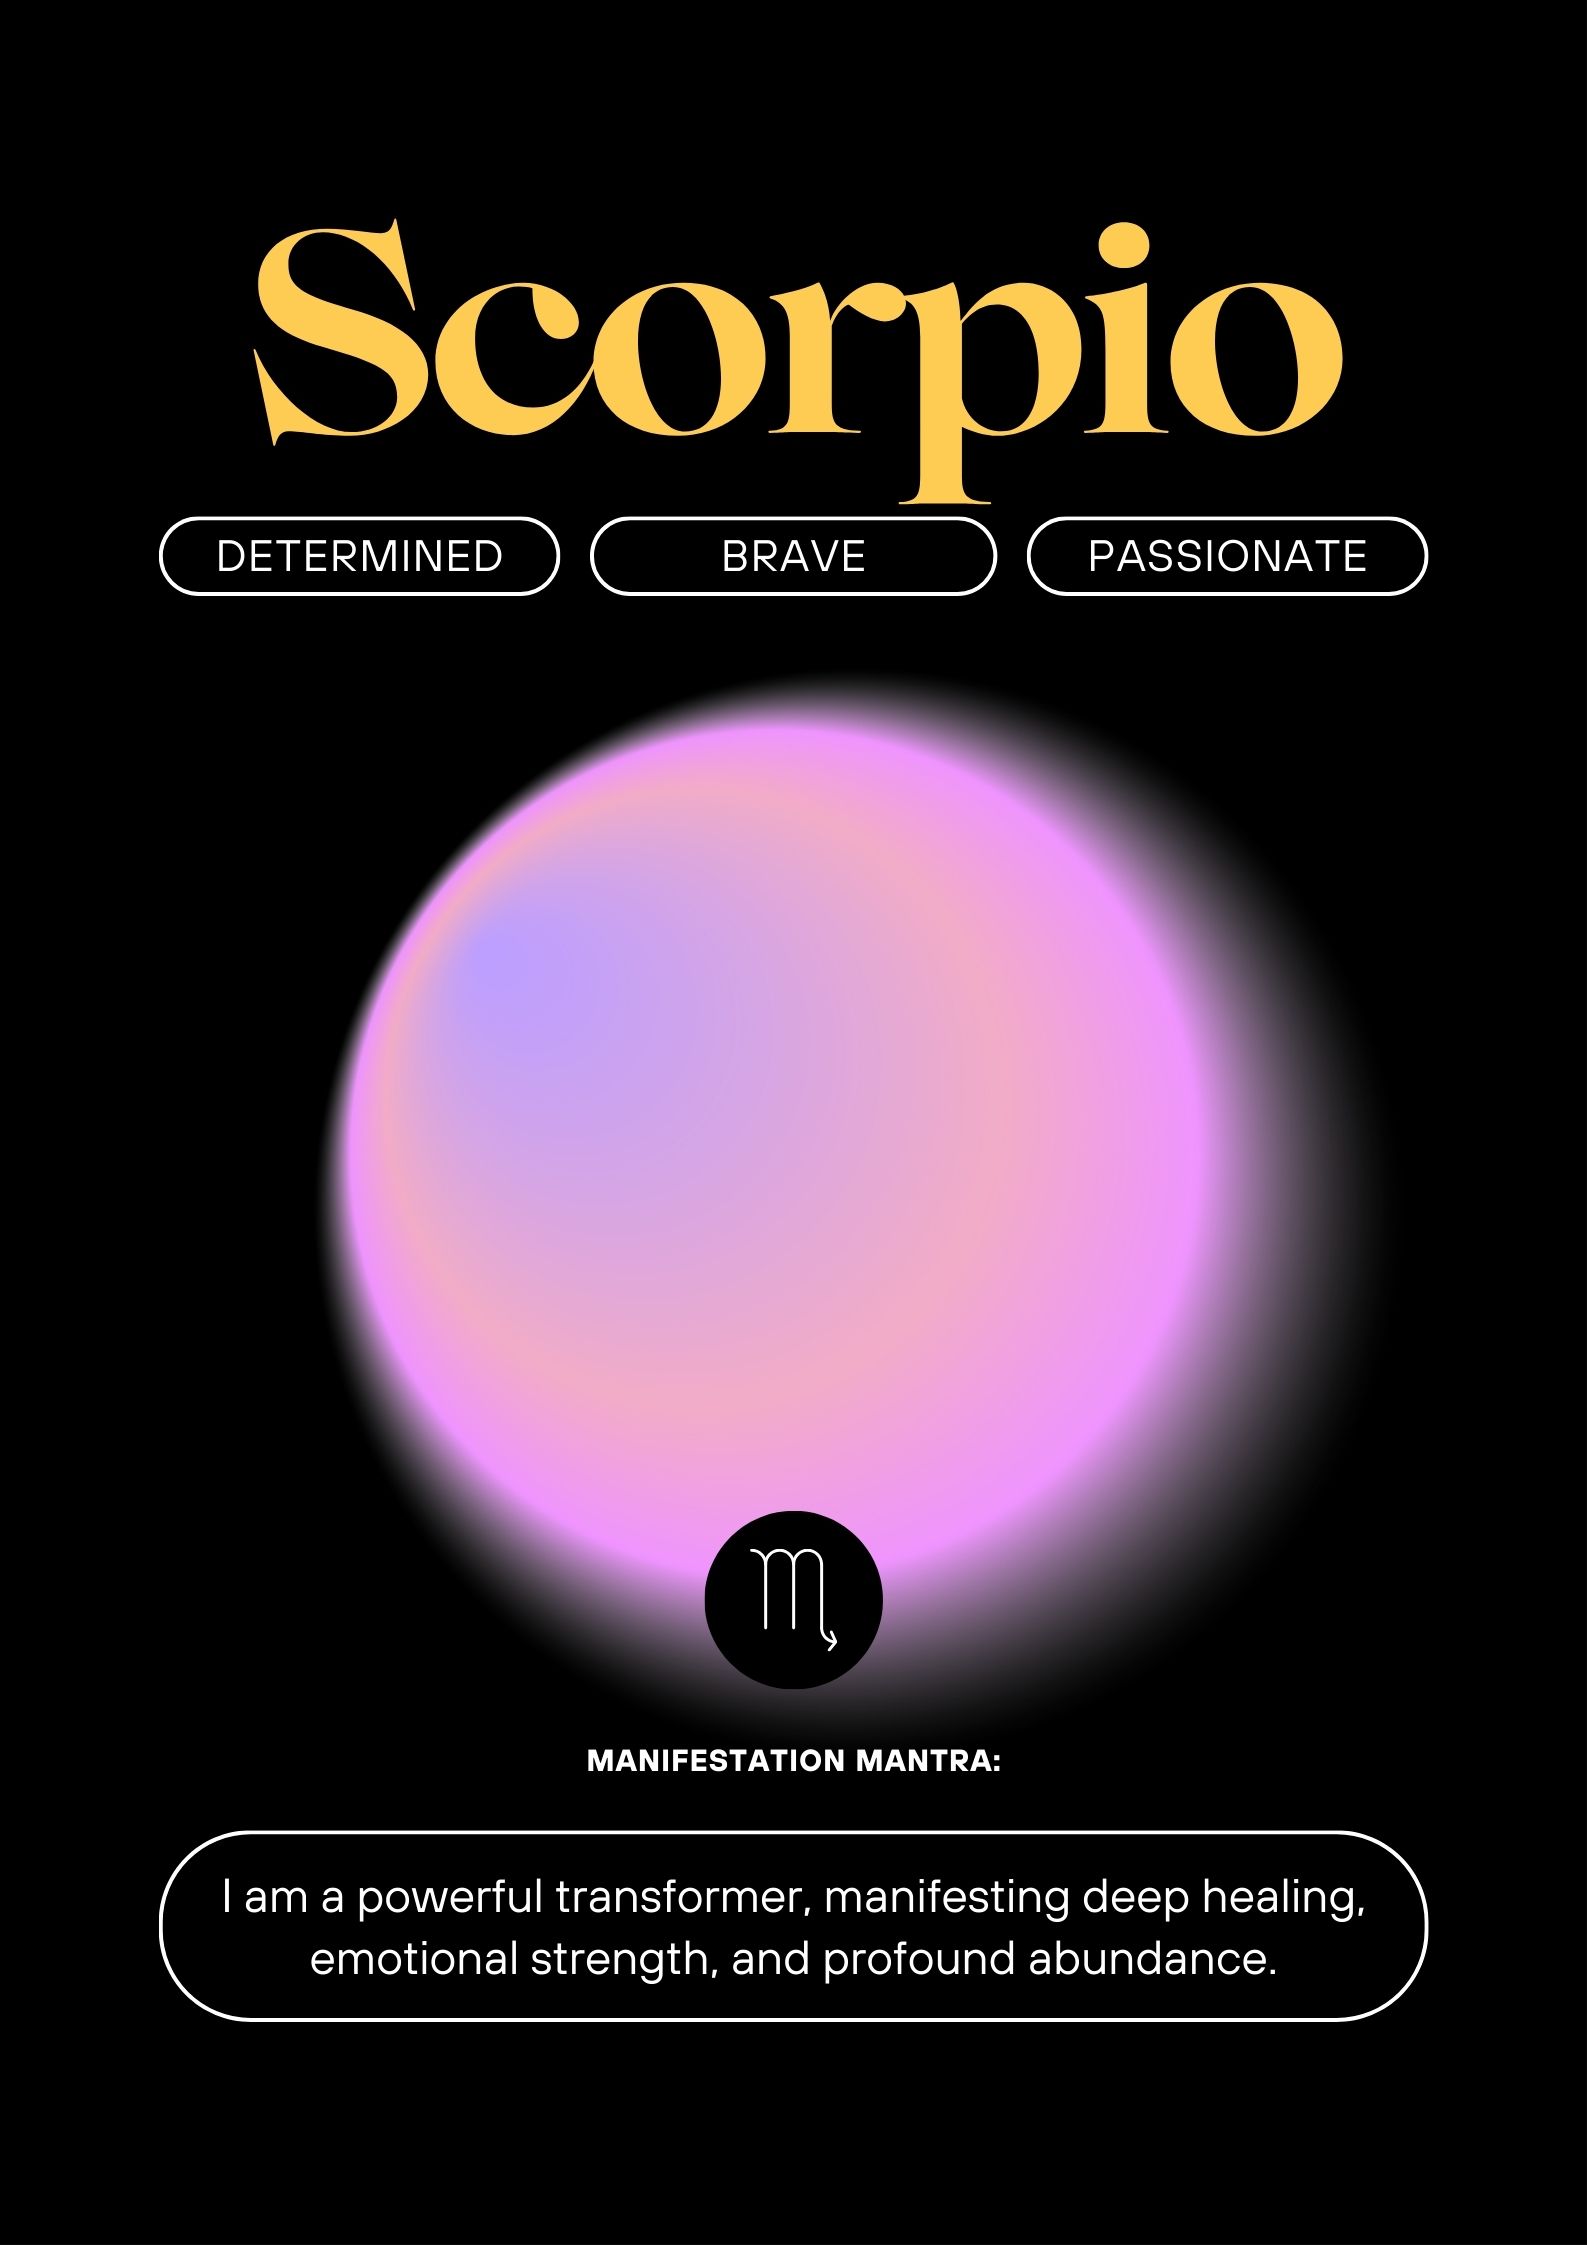 Scorpio
DETERMINED
BRAVE
PASSIONATE
MANIFESTATION MANTRA:
I am a powerful transformer, manifesting deep healing,
emotional strength, and profound abundance.